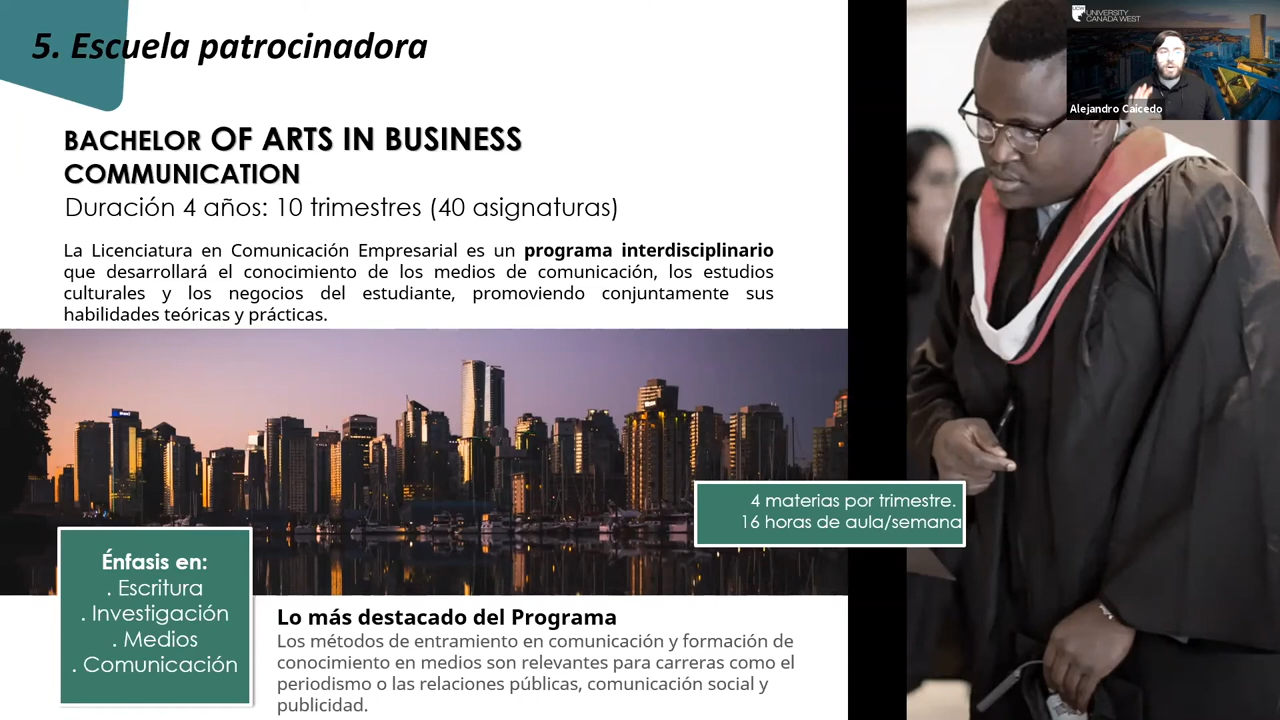 5. Escuela patrocinadora
UCW
UNIVERSITY
CANADA WEST
Alejandro Caicedo
BACHELOR OF ARTS IN BUSINESS
COMMUNICATION
Duración 4 años: 10 trimestres (40 asignaturas)
La Licenciatura en Comunicación Empresarial es un programa interdisciplinario
que desarrollará el conocimiento de los medios de comunicación, los estudios
culturales y los negocios del estudiante, promoviendo conjuntamente sus
habilidades teóricas y prácticas.
4 materias por trimestre.
16 horas de aula/semana
Énfasis en:
. Escritura
. Investigación
. Medios
. Comunicación
Lo más destacado del Programa
Los métodos de entramiento en comunicación y formación de
conocimiento en medios son relevantes para carreras como el
periodismo o las relaciones públicas, comunicación social y
publicidad.